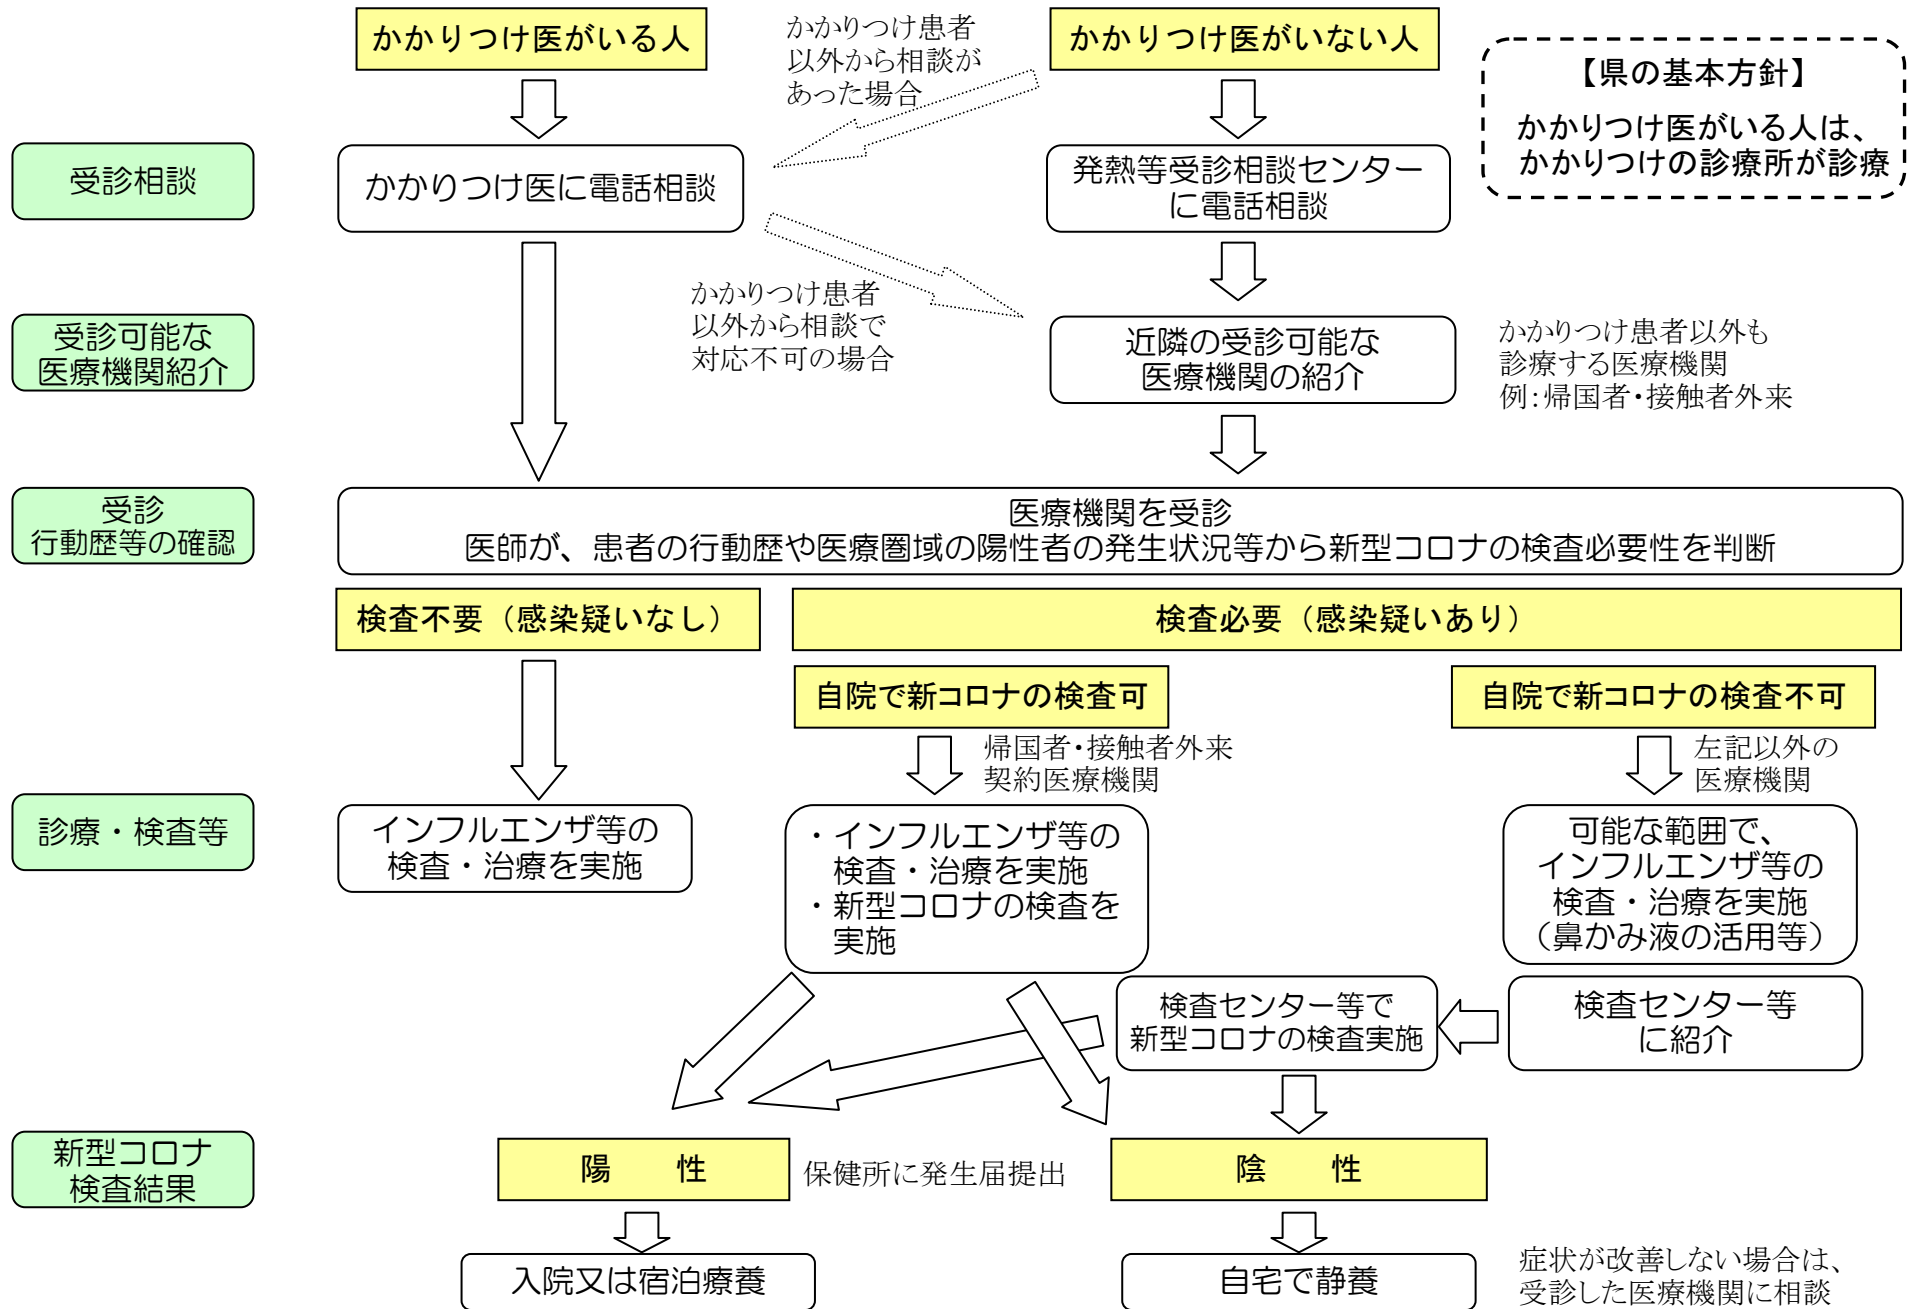 かかりつけ医がいる人
かかりつけ患者
以外から相談が
あった場合
かかりつけ医がいない人
【県の基本方針】
かかりつけ医がいる人は、
かかりつけの診療所が診療
受診相談
かかりつけ医に電話相談
発熱等受診相談センター
に電話相談
かかりつけ患者
以外から相談で
対応不可の場合
受診可能な
医療機関紹介
近隣の受診可能な
医療機関の紹介
かかりつけ患者以外も
診療する医療機関
例：帰国者・接触者外来
受診
行動歴等の確認
医療機関を受診
医師が、患者の行動歴や医療圏域の陽性者の発生状況等から新型コロナの検査必要性を判断
検査不要（感染疑いなし）
検査必要（感染疑いあり）
自院で新コロナの検査可
自院で新コロナの検査不可
帰国者・接触者外来
契約医療機関
左記以外の
医療機関
診療・検査等
インフルエンザ等の
検査・治療を実施
・インフルエンザ等の
検査・治療を実施
・新型コロナの検査を
実施
可能な範囲で、
インフルエンザ等の
検査・治療を実施
（鼻かみ液の活用等）
検査センター等で
新型コロナの検査実施
検査センター等
に紹介
新型コロナ
検査結果
陽　性
保健所に発生届提出
陰　性
入院又は宿泊療養
自宅で静養
症状が改善しない場合は、
受診した医療機関に相談